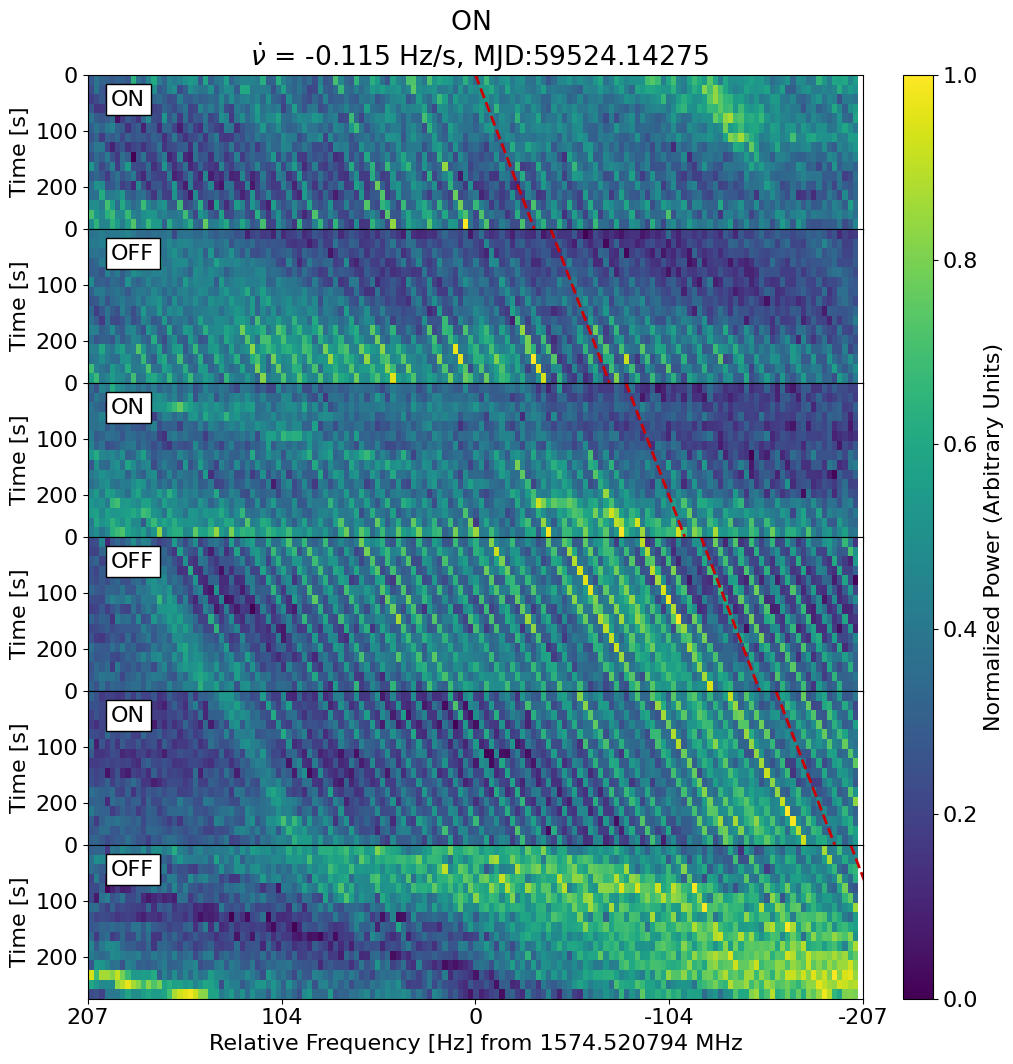 ON
ν̇ = -0.115 Hz/s, MJD:59524.14275
0
ON
100
Time [s]
200
0
OFF
100
Time [s]
200
0
ON
100
Time [s]
200
0
OFF
100
Time [s]
200
0
ON
100
Time [s]
200
0
OFF
100
Time [s]
200
207 104 0 -104 -207
Relative Frequency [Hz] from 1574.520794 MHz
1.0
0.8
0.6
0.4
0.2
0.0
Normalized Power (Arbitrary Units)